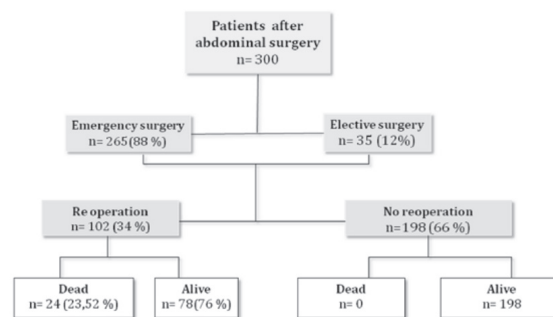 Patients after
abdominal surgery
n= 300
Emergency surgery
n= 265(88 %)
Elective surgery
n= 35 (12%)
Re operation
n= 102 (34 %)
No reoperation
n=198 (66 %)
Dead
n= 24 (23,52 %)
Alive
n= 78(76 %)
Dead
n= 0
Alive
n= 198